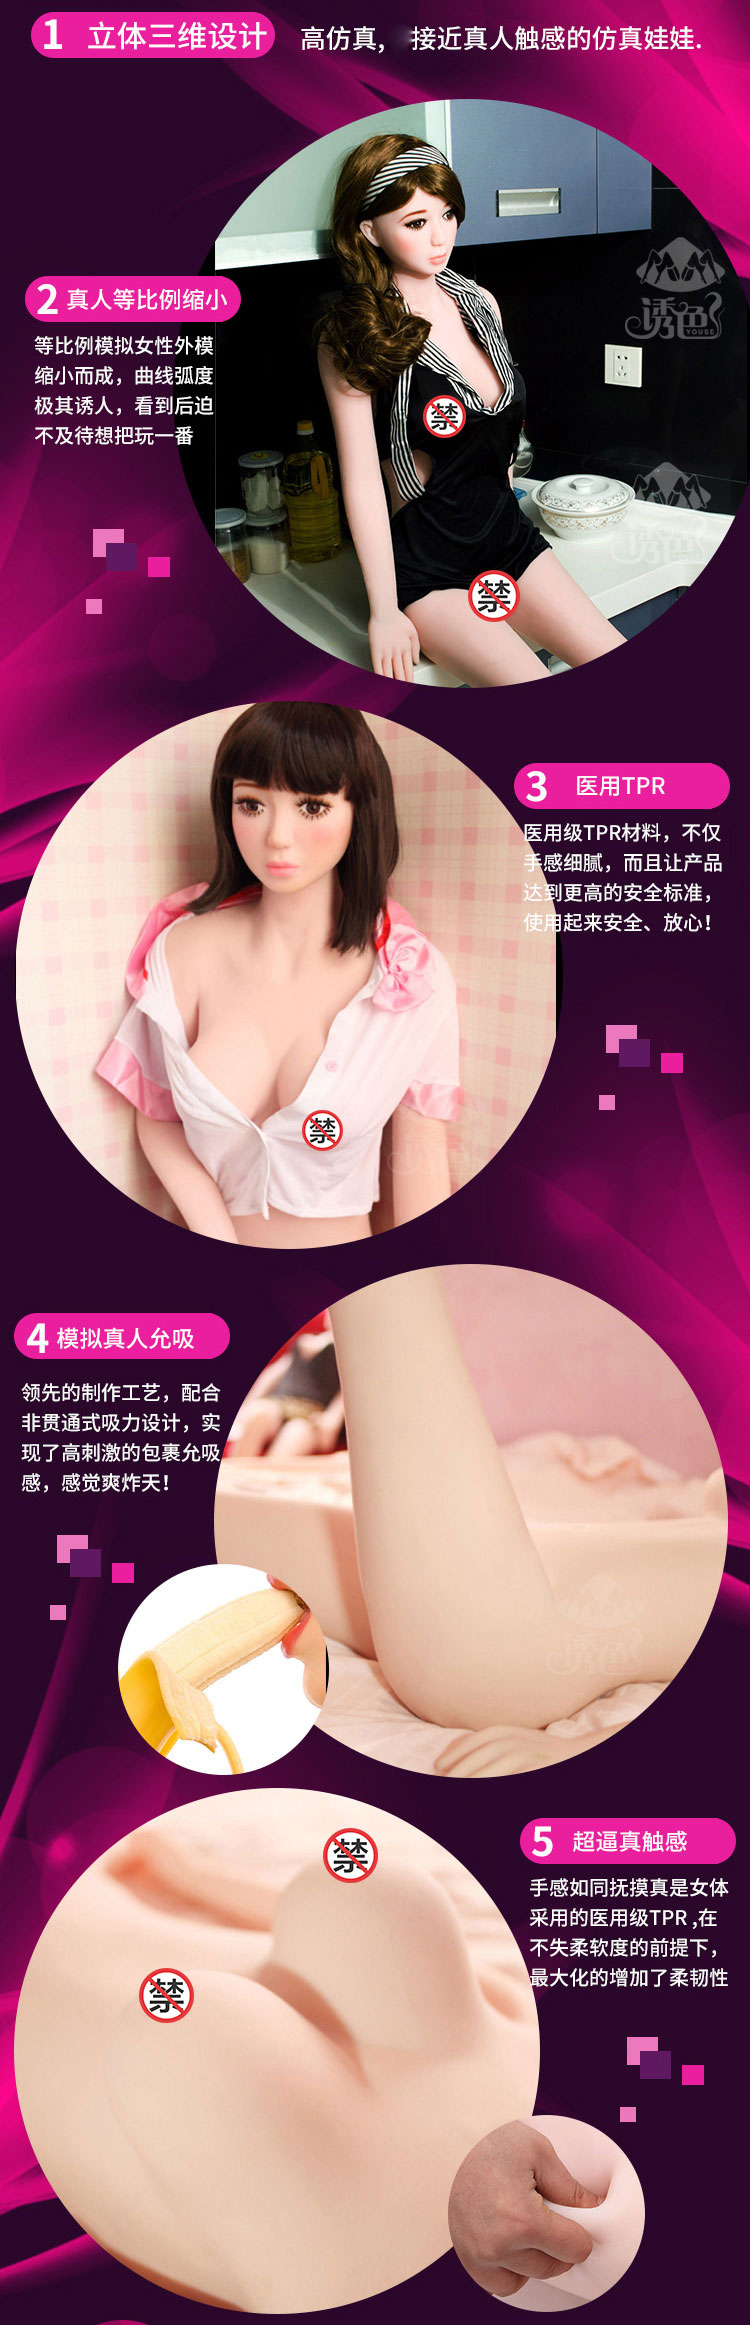 1 立体三维设计 高仿真, 接近真人触感的仿真娃娃.
诱色
YOUSE
2 真人等比例缩小
等比例模拟女性外模
缩小而成，曲线弧度
极其诱人，看到后迫
不及待想把玩一番
禁
诱色
禁
3 医用TPR
医用级TPR材料，不仅
手感细腻，而且让产品
达到更高的安全标准，
使用起来安全、放心！
禁
4 模拟真人允吸
领先的制作工艺，配合
非贯通式吸力设计，实
现了高刺激的包裹允吸
感，感觉爽炸天！
诱色
5 超逼真触感
手感如同抚摸真是女体
采用的医用级TPR ,在
不失柔软度的前提下，
最大化的增加了柔韧性
禁
禁